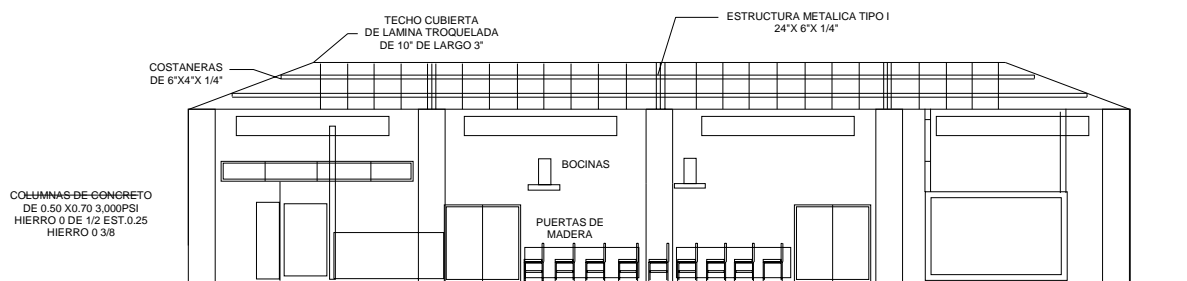 TECHO CUBIERTA
DE LAMINA TROQUELADA
DE 10" DE LARGO 3"
ESTRUCTURA METALICA TIPO I
24"X 6"X 1/4"
COSTANERAS
DE 6"X4"X 1/4"
BOCINAS
COLUMNAS DE CONCRETO
DE 0.50 X0.70 3,000PSI
HIERRO 0 DE 1/2 EST.0.25
HIERRO 0 3/8
PUERTAS DE
MADERA